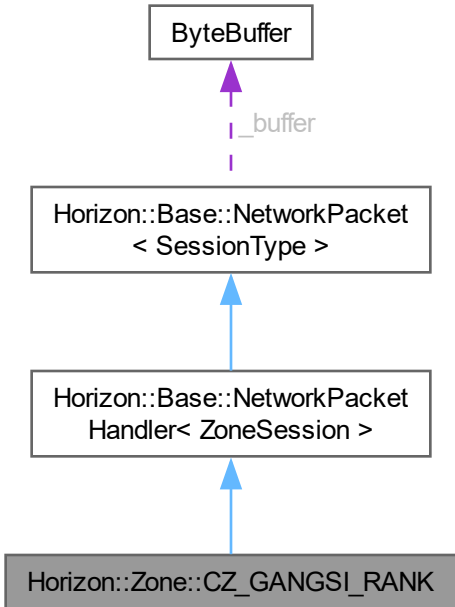 ByteBuffer
_buffer
Horizon::Base::NetworkPacket
< SessionType >
Horizon::Base::NetworkPacket
Handler< ZoneSession >
Horizon::Zone::CZ_GANGSI_RANK